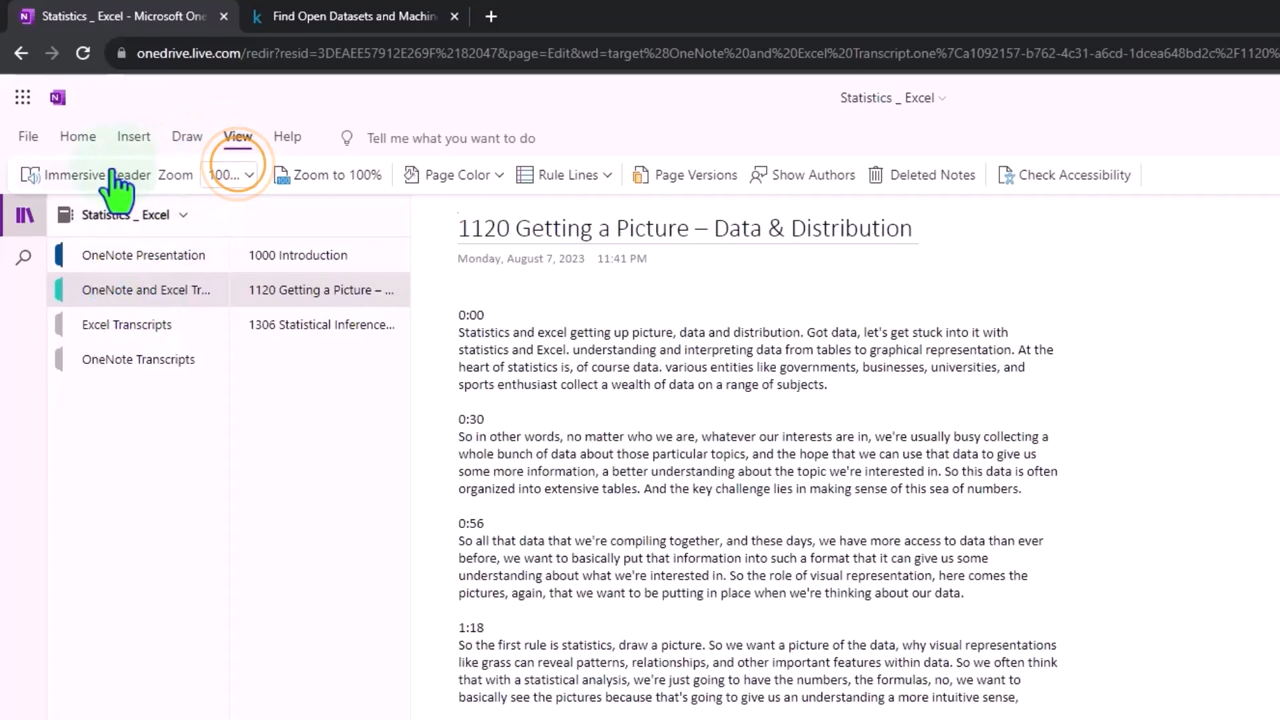 Statistics _ Excel - Microsoft One
Find Open Datasets and Machin
onedrive.live.com/redir?resid=3DEAEE57912E269F%2182047&page=Edit&wd=target%28OneNote%20and%20Excel%20Transcript.one%7Ca1092157-b762-4c31-a6cd-1dcea648bd2c%2F1120%
Statistics _ Excel
File Home Insert Draw View Help Tell me what you want to do
Immersive Reader Zoom 100... Zoom to 100% Page Color Rule Lines Page Versions Show Authors Deleted Notes Check Accessibility
Statistics _ Excel
OneNote Presentation
OneNote and Excel Tr...
Excel Transcripts
OneNote Transcripts
1000 Introduction
1120 Getting a Picture – ...
1306 Statistical Inference...
1120 Getting a Picture – Data & Distribution
Monday, August 7, 2023 11:41 PM
0:00
Statistics and excel getting up picture, data and distribution. Got data, let's get stuck into it with
statistics and Excel. understanding and interpreting data from tables to graphical representation. At the
heart of statistics is, of course data. various entities like governments, businesses, universities, and
sports enthusiast collect a wealth of data on a range of subjects.
0:30
So in other words, no matter who we are, whatever our interests are in, we're usually busy collecting a
whole bunch of data about those particular topics, and the hope that we can use that data to give us
some more information, a better understanding about the topic we're interested in. So this data is often
organized into extensive tables. And the key challenge lies in making sense of this sea of numbers.
0:56
So all that data that we're compiling together, and these days, we have more access to data than ever
before, we want to basically put that information into such a format that it can give us some
understanding about what we're interested in. So the role of visual representation, here comes the
pictures, again, that we want to be putting in place when we're thinking about our data.
1:18
So the first rule is statistics, draw a picture. So we want a picture of the data, why visual representations
like grass can reveal patterns, relationships, and other important features within data. So we often think
that with a statistical analysis, we're just going to have the numbers, the formulas, no, we want to
basically see the pictures because that's going to give us an understanding a more intuitive sense,